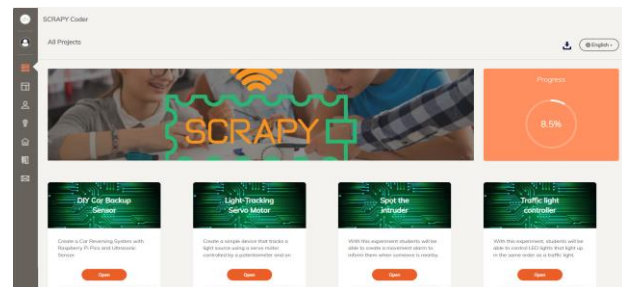 SCRAPY Coder
All Projects
English
Progress
SCRAPY
8.5%
DIY Car Backup
Sensor
Light-Tracking
Servo Motor
Spot the
intruder
Traffic light
controller
Create a Car Reversing System with
Raspberry Pi Pico and Ultrasonic
Sensor
Create a simple device that tracks a
light source using a servo motor
controlled by a potentiometer and an
With this experiment students will be
able to create a movement alarm to
inform them when someone is nearby.
With this experiment, students will be
able to control LED lights that light up
in the same order as a traffic light.
Open
Open
Open
Open